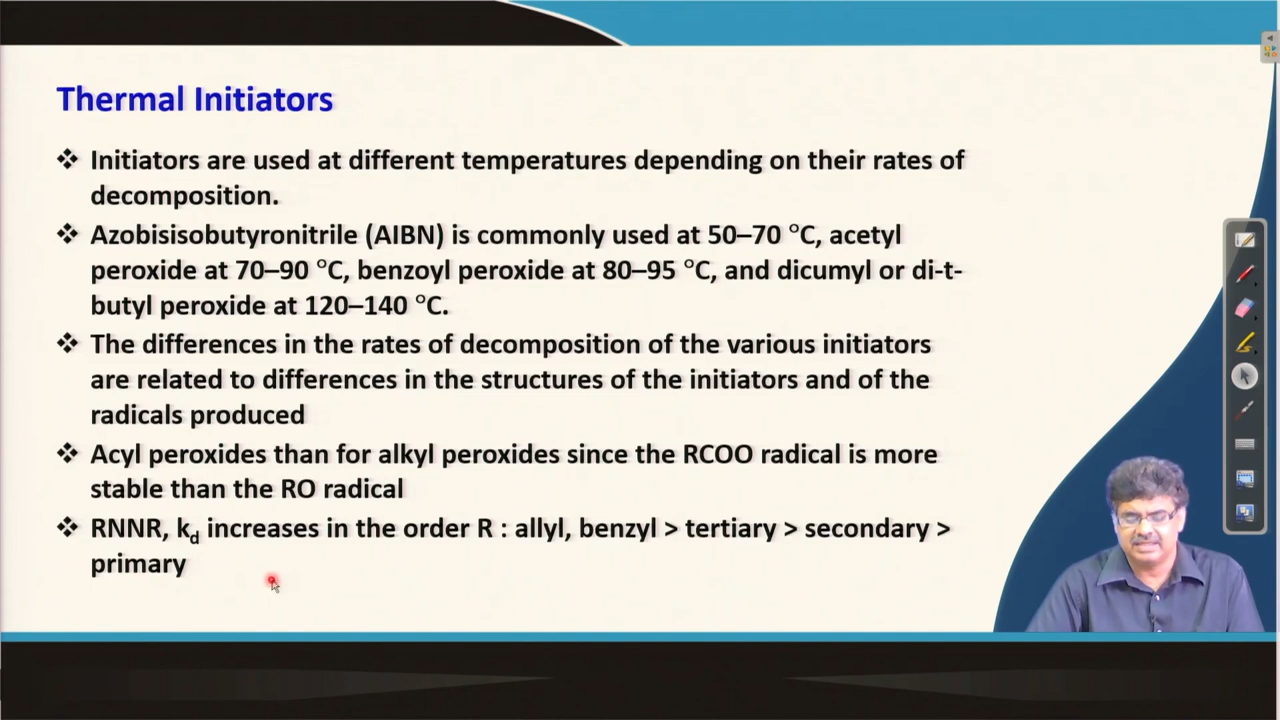 Thermal Initiators
❖ Initiators are used at different temperatures depending on their rates of
decomposition.
❖ Azobisisobutyronitrile (AIBN) is commonly used at 50–70 °C, acetyl
peroxide at 70–90 °C, benzoyl peroxide at 80–95 °C, and dicumyl or di-t-
butyl peroxide at 120–140 °C.
❖ The differences in the rates of decomposition of the various initiators
are related to differences in the structures of the initiators and of the
radicals produced
❖ Acyl peroxides than for alkyl peroxides since the RCOO radical is more
stable than the RO radical
❖ RNNR, kd increases in the order R : allyl, benzyl > tertiary > secondary >
primary